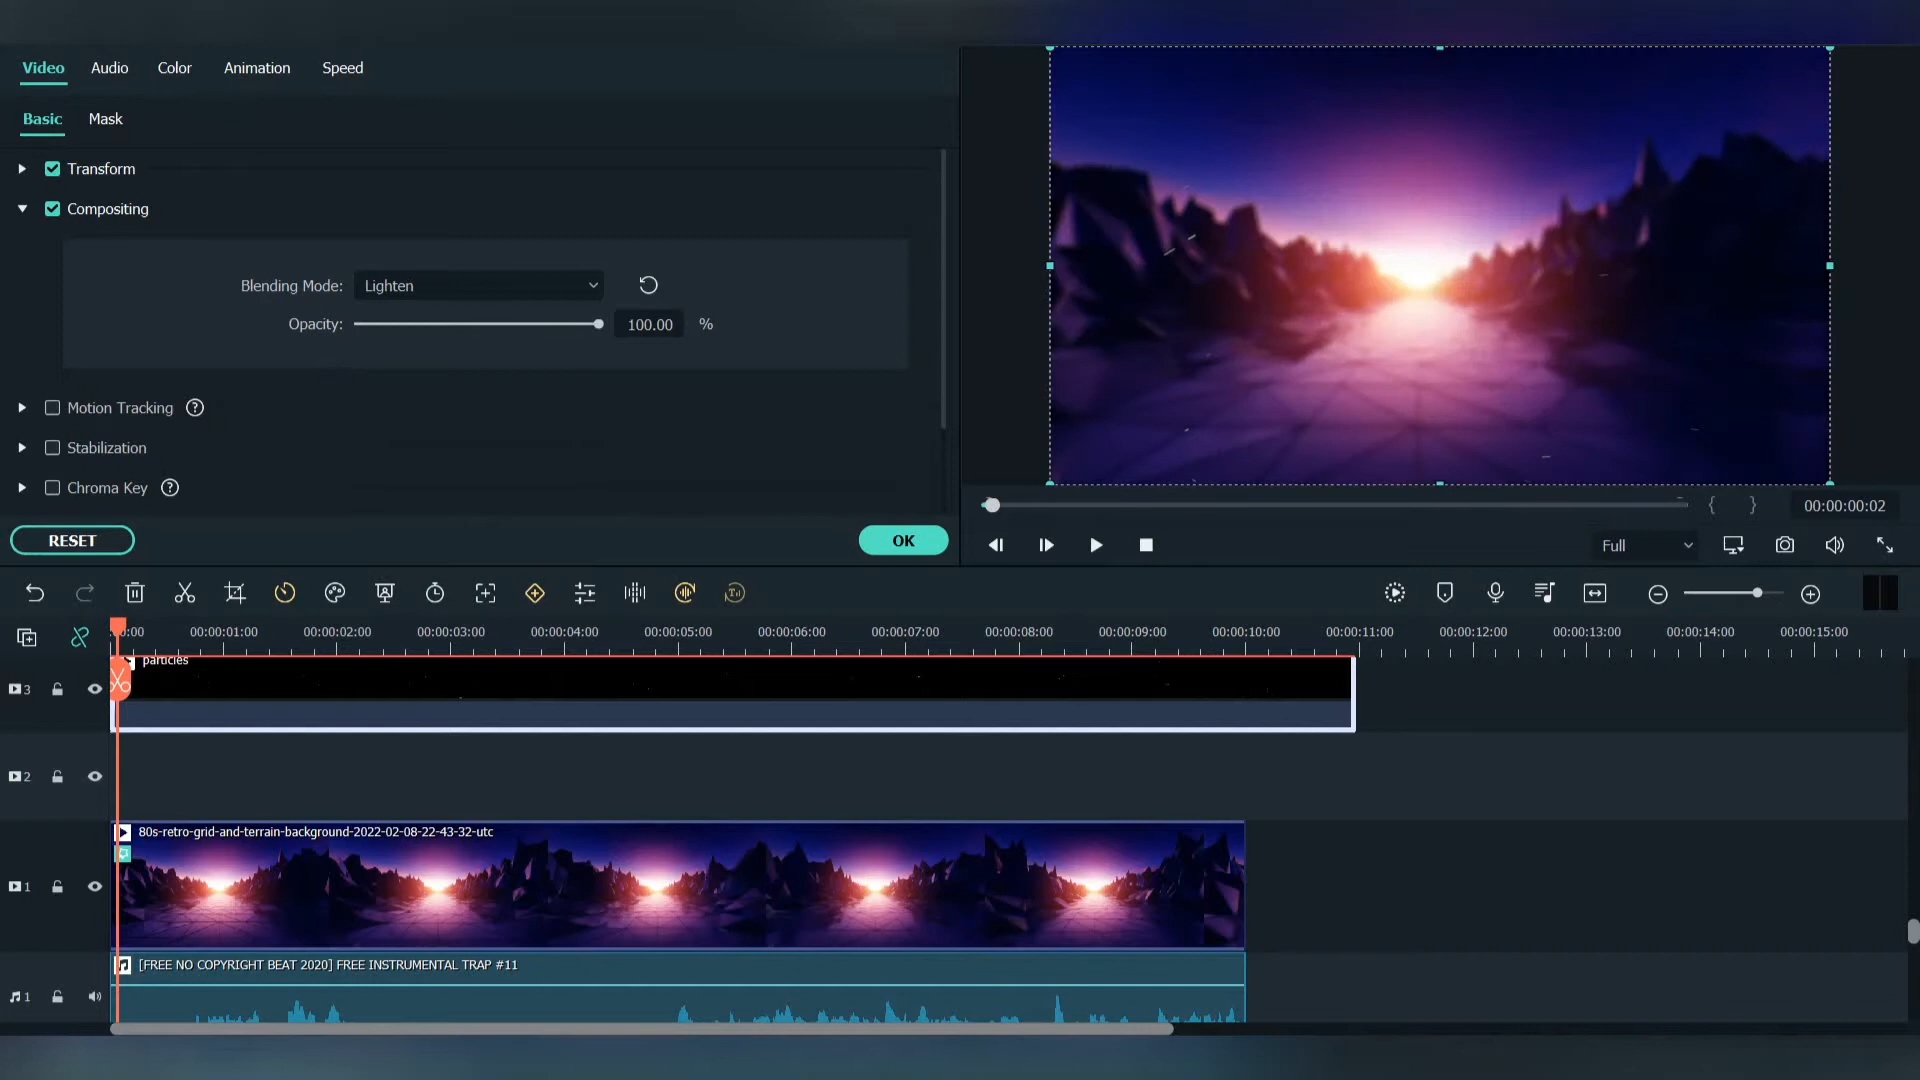 Video Audio Color Animation Speed
Basic Mask
Transform
Compositing
Blending Mode: Lighten
Opacity: 100.00 %
Motion Tracking ?
Stabilization
Chroma Key ?
RESET OK
{ } 00:00:00:02
Full
:00:00 00:00:01:00 00:00:02:00 00:00:03:00 00:00:04:00 00:00:05:00 00:00:06:00 00:00:07:00 00:00:08:00 00:00:09:00 00:00:10:00 00:00:11:00 00:00:12:00 00:00:13:00 00:00:14:00 00:00:15:00
particles
3
2
80s-retro-grid-and-terrain-background-2022-02-08-22-43-32-utc
1
[FREE NO COPYRIGHT BEAT 2020] FREE INSTRUMENTAL TRAP #11
1